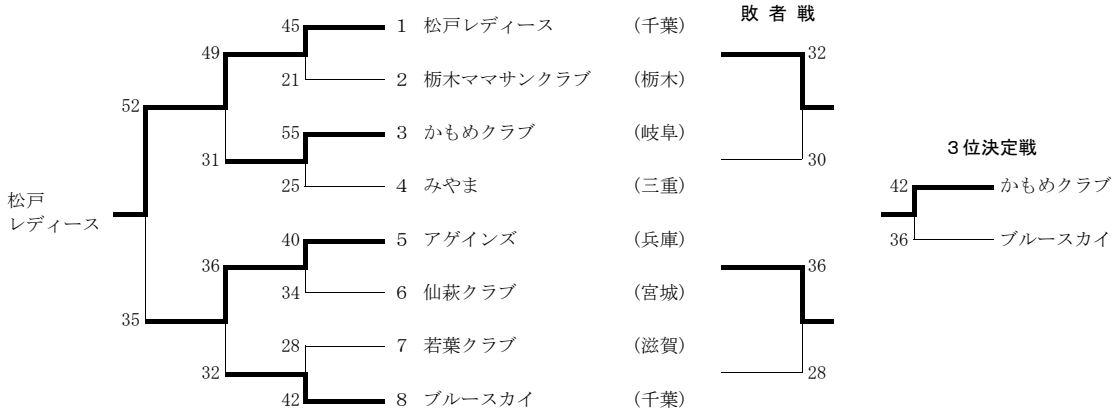 敗者戦
45 1 松戸レディース (千葉) 32
49
21 2 栃木ママサンクラブ (栃木)
52
55 3 かもめクラブ (岐阜) 30
31
3位決定戦
25 4 みやま (三重)
42 かもめクラブ
松戸
レディース
40 5 アゲインズ (兵庫)
36 ブルースカイ
36 36
34 6 仙萩クラブ (宮城)
35
28 7 若葉クラブ (滋賀)
32 28
42 8 ブルースカイ (千葉)